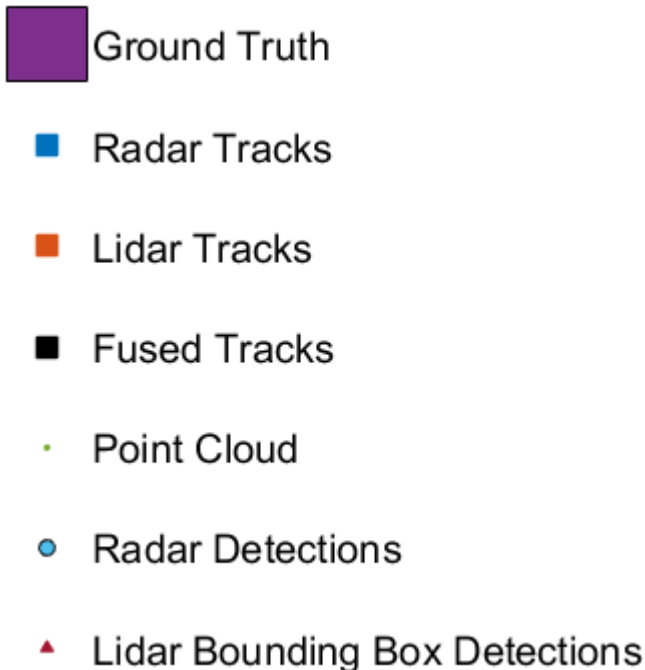 Ground Truth
Radar Tracks
Lidar Tracks
Fused Tracks
Point Cloud
Radar Detections
Lidar Bounding Box Detections